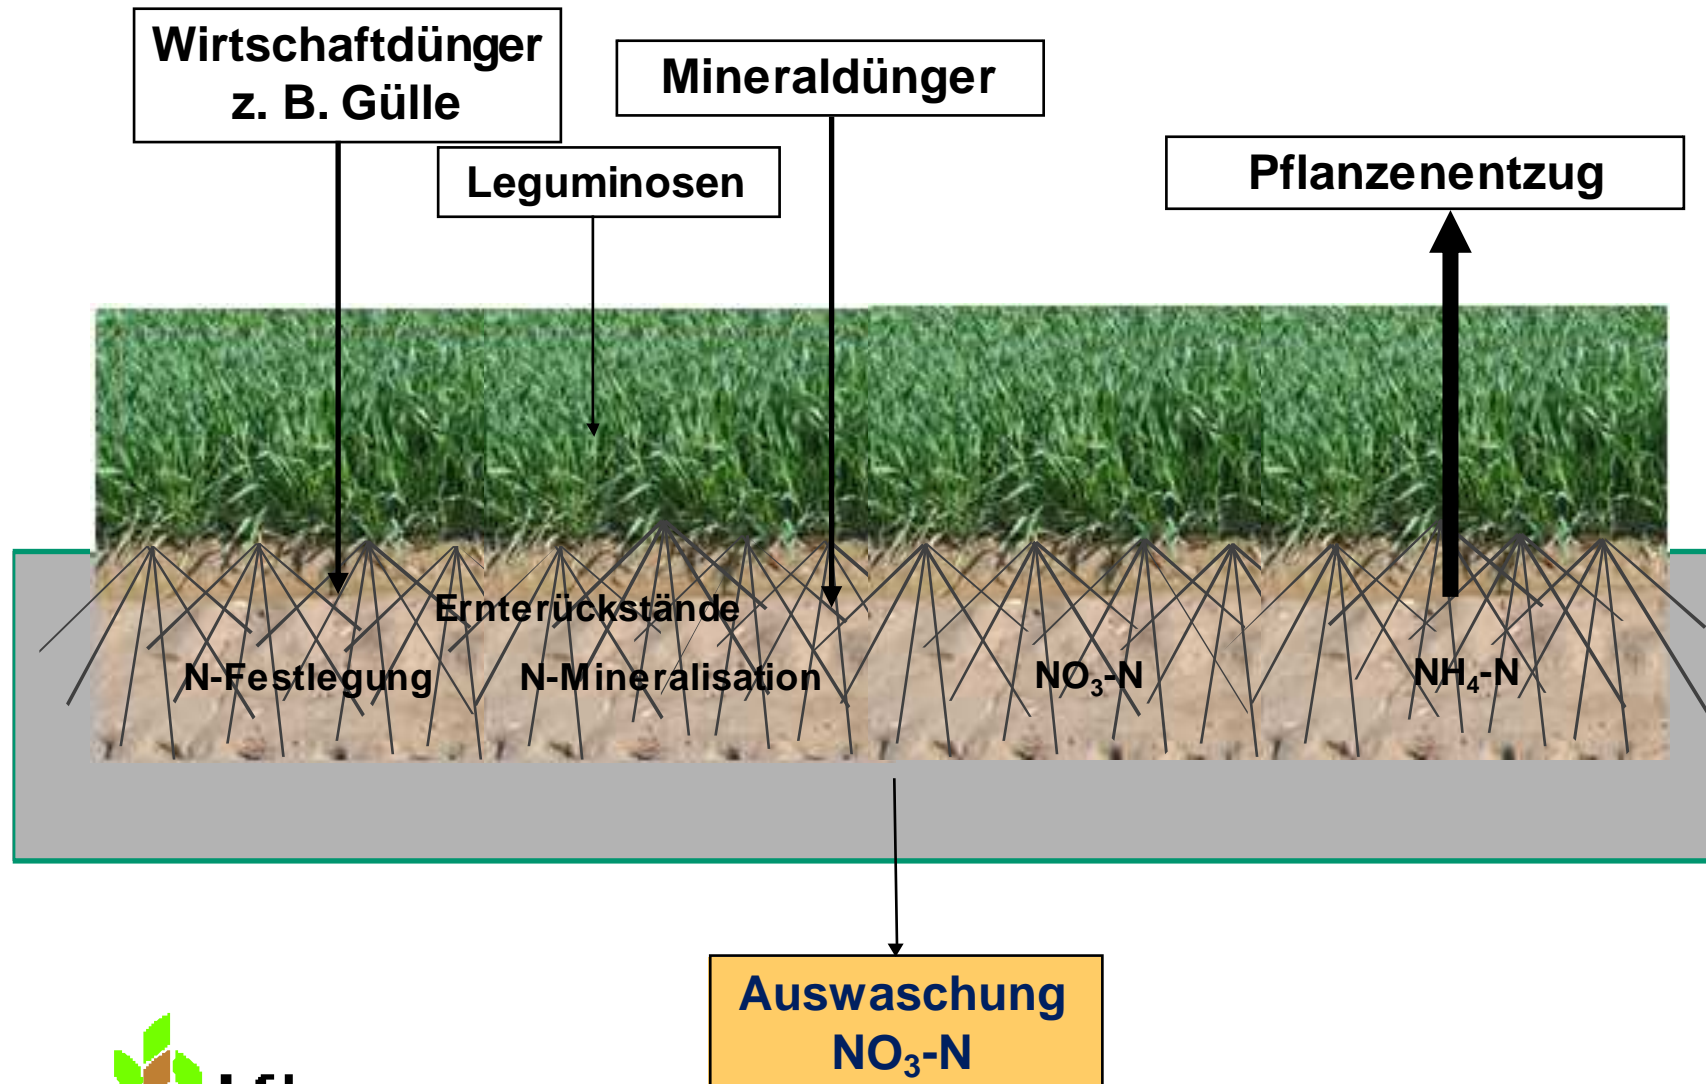 Wirtschaftdünger
z. B. Gülle
Mineraldünger
Leguminosen
Pflanzenentzug
Ernterückstände
N-Festlegung
N-Mineralisation
NO₃-N
NH₄-N
Auswaschung
NO₃-N